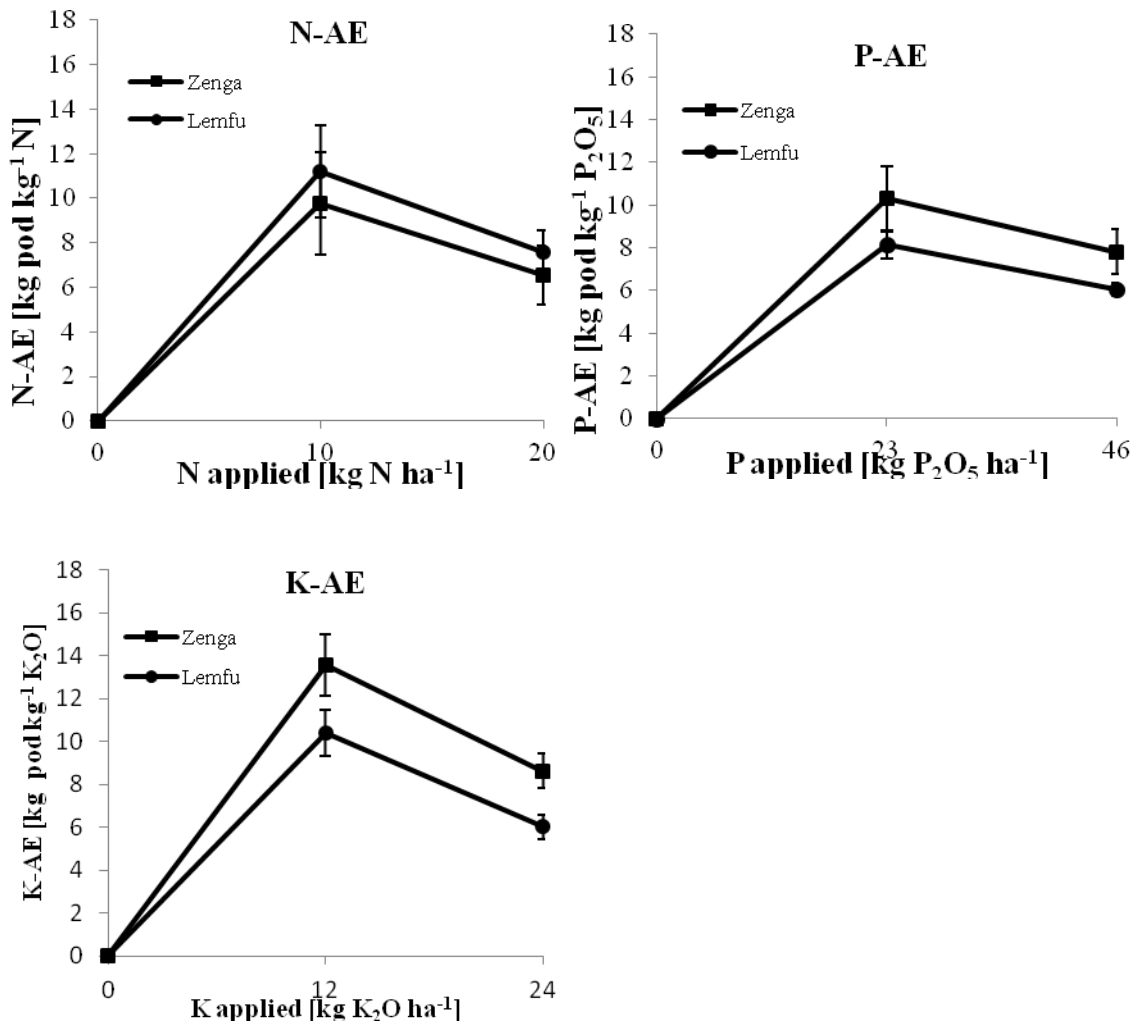 N-AE
Zenga
Lemfu
N-AE [kg pod kg⁻¹ N]
18
16
14
12
10
8
6
4
2
0
0 10 20
N applied [kg N ha⁻¹]
P-AE
Zenga
Lemfu
P-AE [kg pod kg⁻¹ P₂O₅]
18
16
14
12
10
8
6
4
2
0
0 23 46
P applied [kg P₂O₅ ha⁻¹]
K-AE
Zenga
Lemfu
K-AE [kg pod kg⁻¹ K₂O]
18
16
14
12
10
8
6
4
2
0
0 12 24
K applied [kg K₂O ha⁻¹]